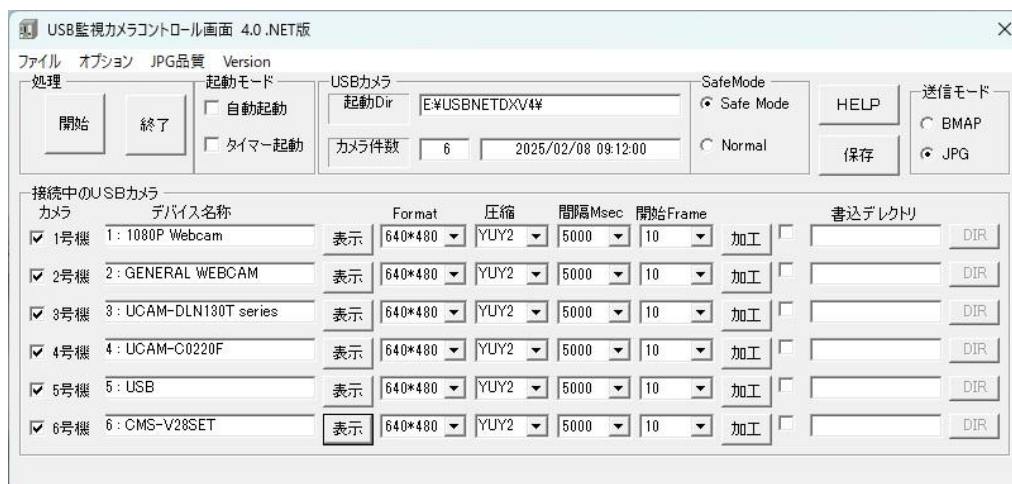 USB監視カメラコントロール画面 4.0 .NET版
ファイル オプション JPG品質 Version
処理 起動モード USBカメラ SafeMode 送信モード
開始 終了 自動起動 起動Dir E:¥USBNETDXV4¥ Safe Mode HELP BMAP
タイマー起動 カメラ件数 6 2025/02/08 09:12:00 Normal 保存 JPG
接続中のUSBカメラ
カメラ デバイス名称 Format 圧縮 間隔Msec 開始Frame 書込デレクトリ
1号機 1 : 1080P Webcam 表示 640*480 YUY2 5000 10 加工 DIR
2号機 2 : GENERAL WEBCAM 表示 640*480 YUY2 5000 10 加工 DIR
3号機 3 : UCAM-DLN130T series 表示 640*480 YUY2 5000 10 加工 DIR
4号機 4 : UCAM-C0220F 表示 640*480 YUY2 5000 10 加工 DIR
5号機 5 : USB 表示 640*480 YUY2 5000 10 加工 DIR
6号機 6 : CMS-V28SET 表示 640*480 YUY2 5000 10 加工 DIR